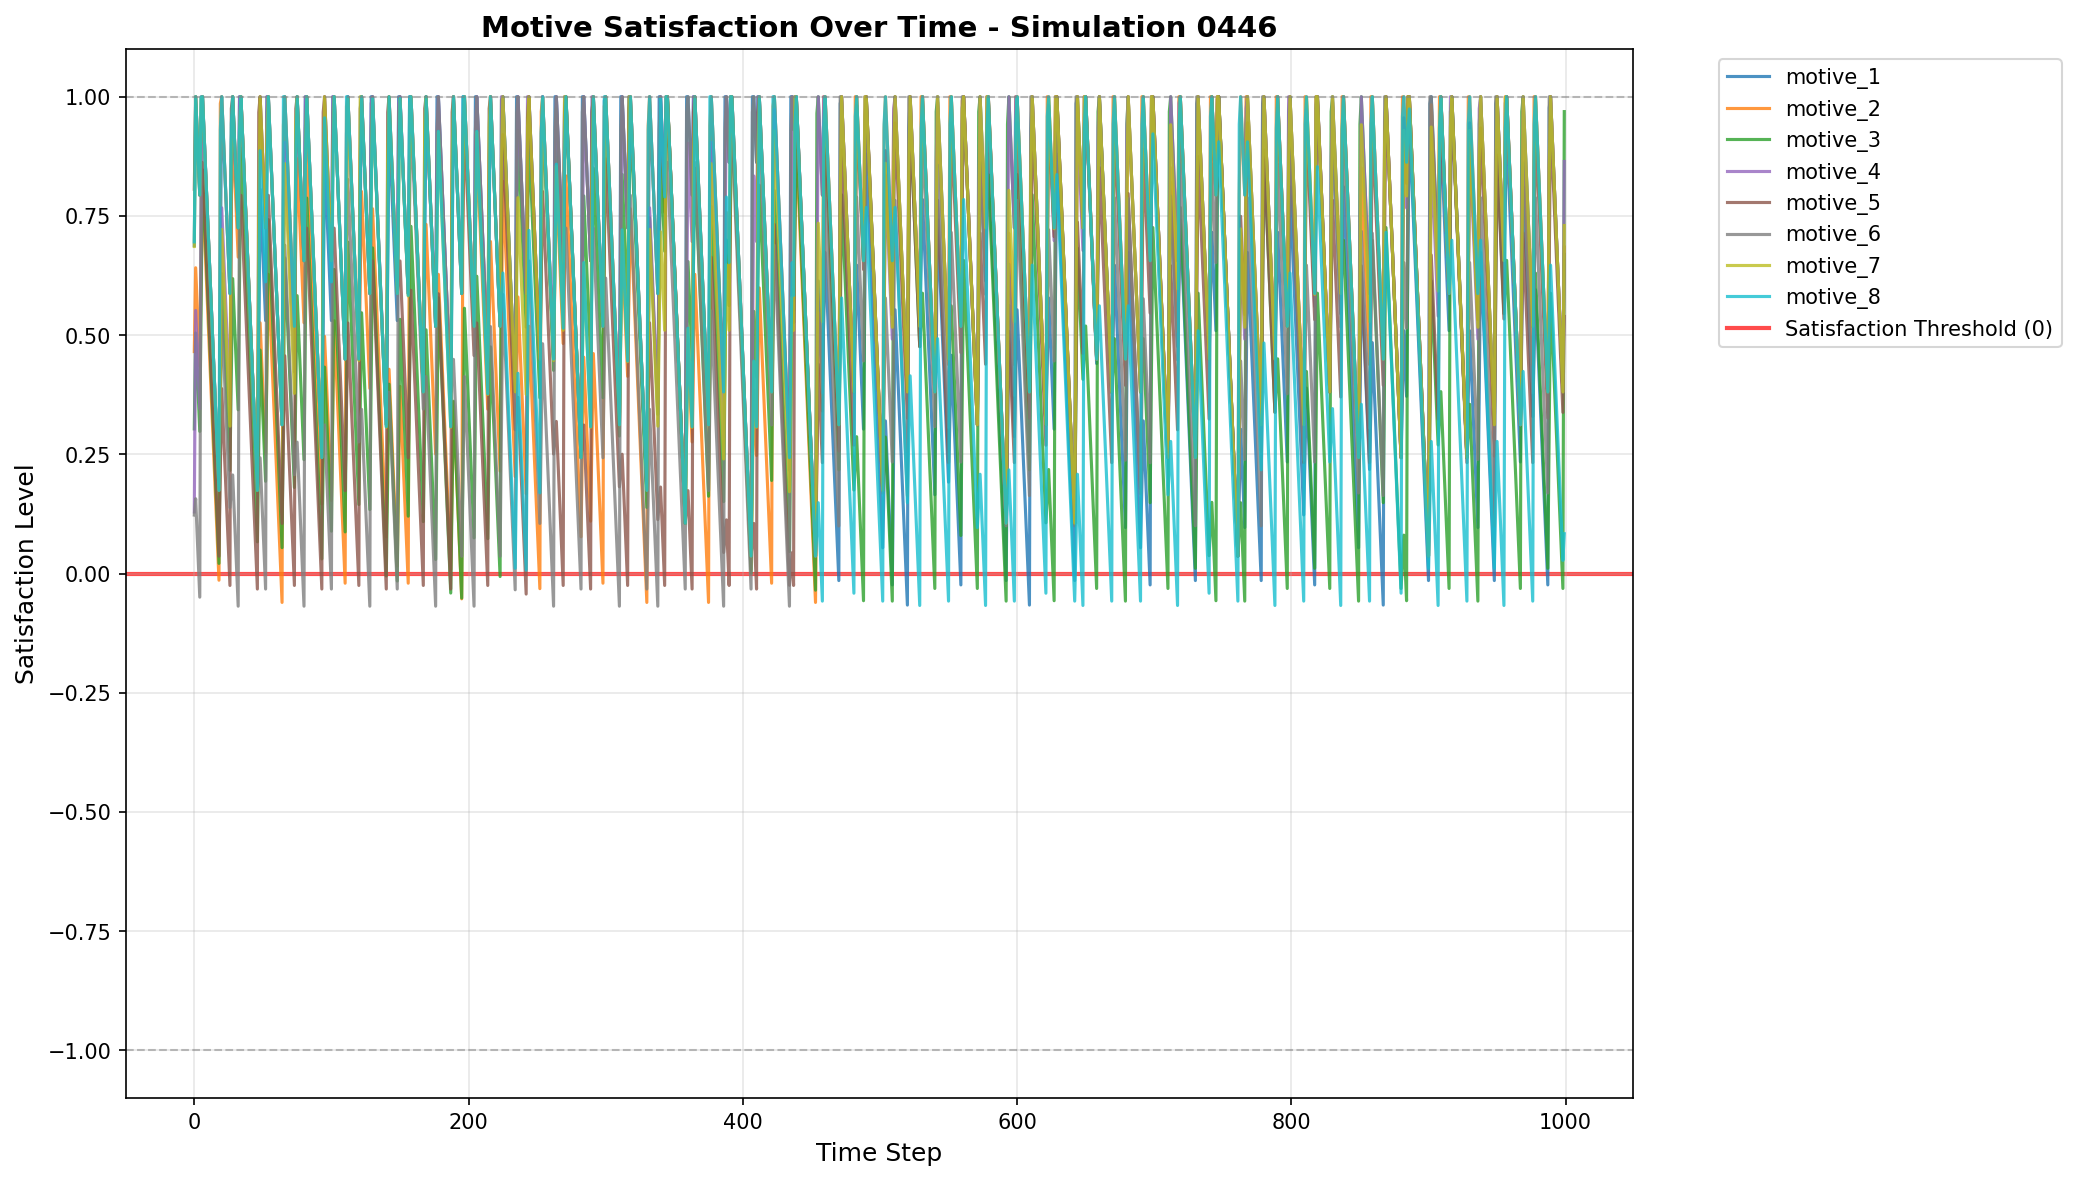 Motive Satisfaction Over Time - Simulation 0446
Satisfaction Level
1.00
0.75
0.50
0.25
0.00
−0.25
−0.50
−0.75
−1.00
0
200
400
600
800
1000
Time Step
motive_1
motive_2
motive_3
motive_4
motive_5
motive_6
motive_7
motive_8
Satisfaction Threshold (0)